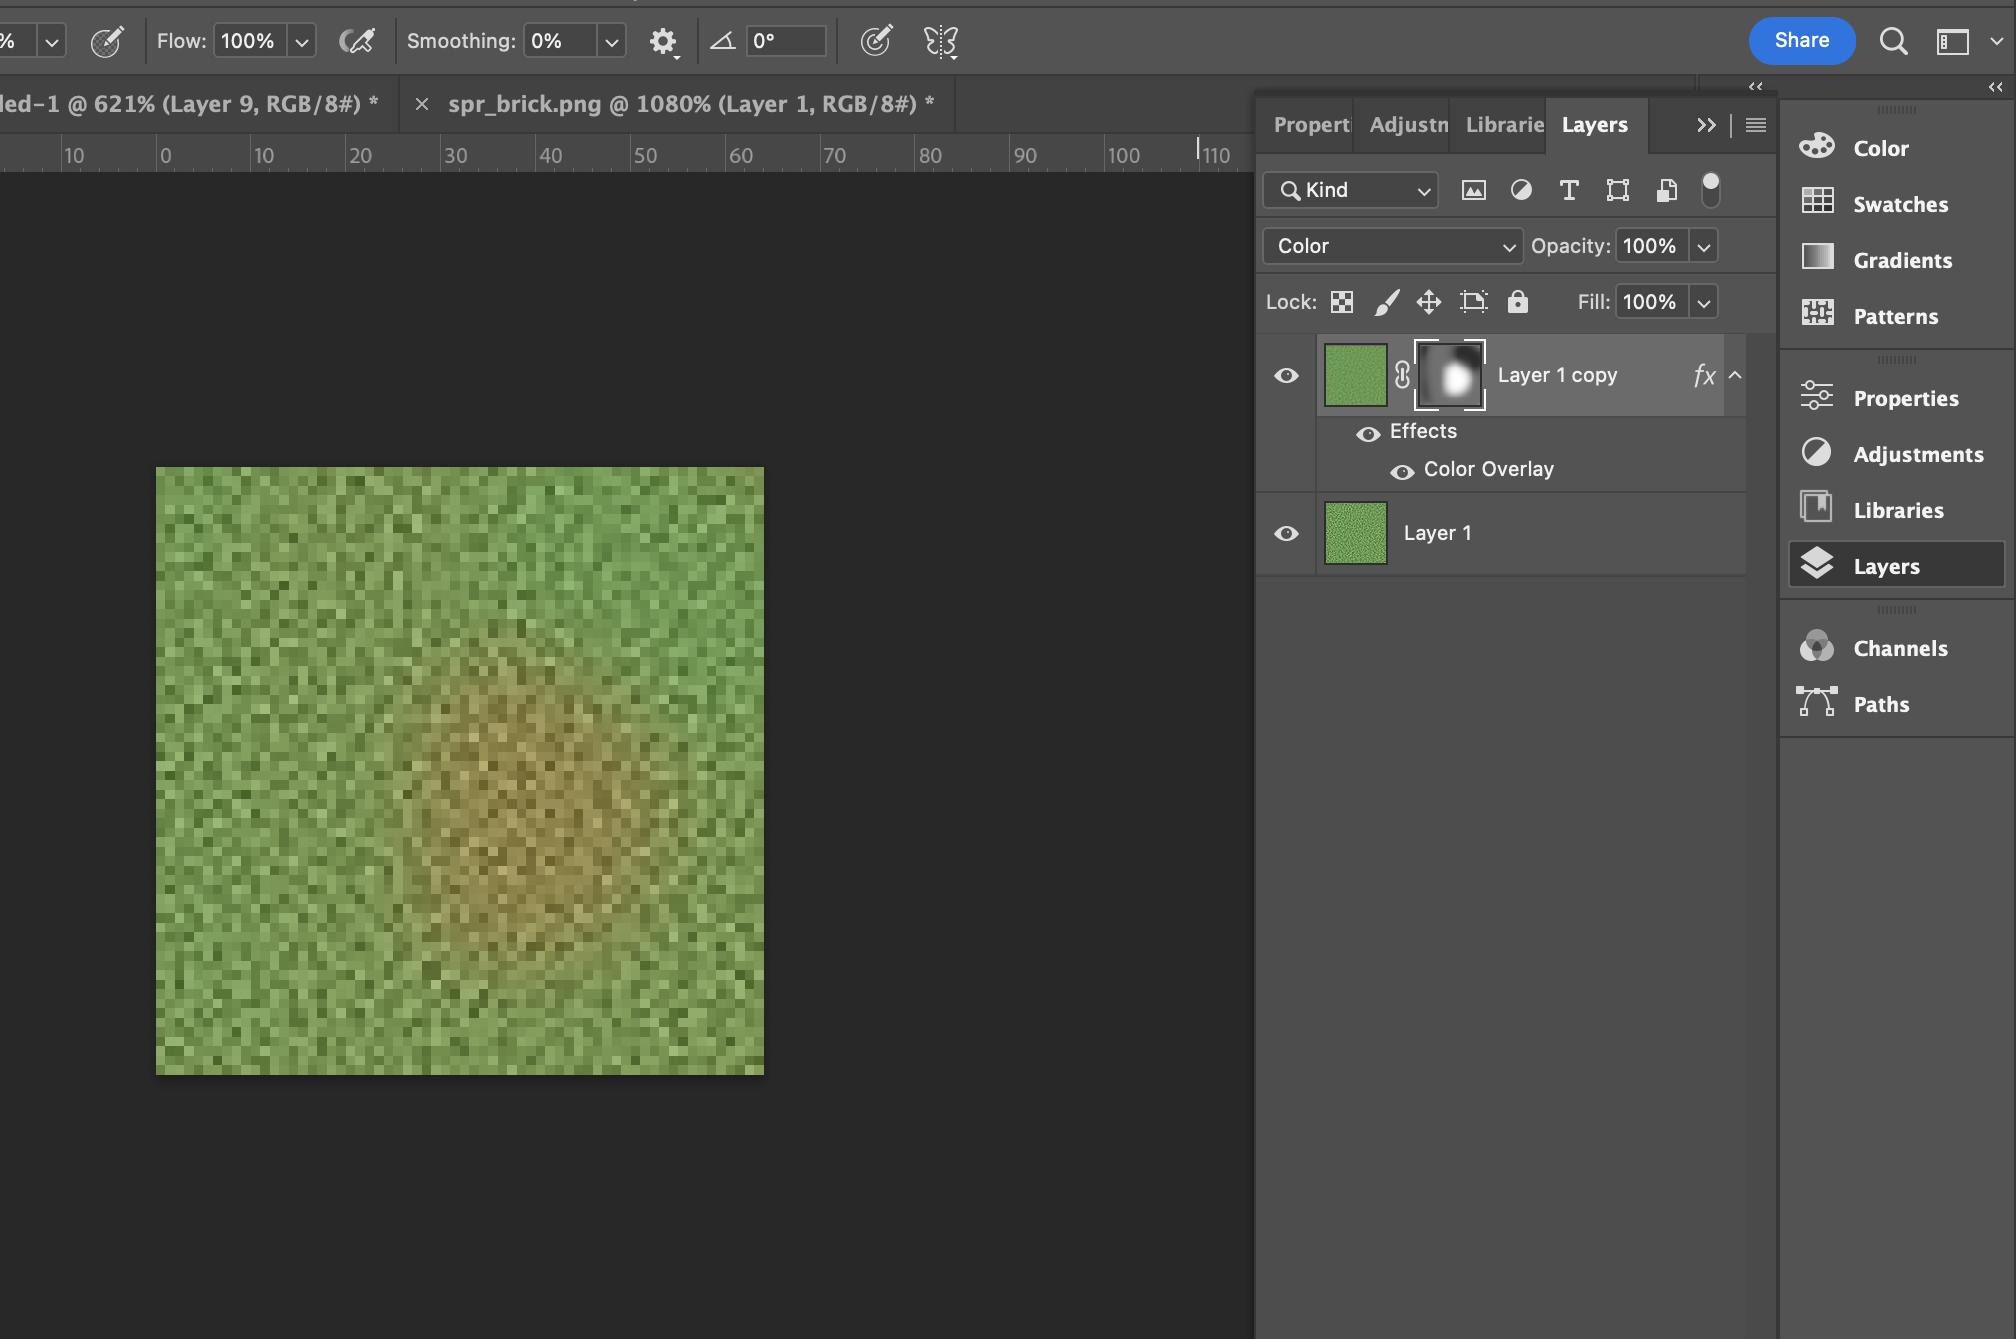 % Flow: 100% Smoothing: 0% 0° Share
led-1 @ 621% (Layer 9, RGB/8#) * × spr_brick.png @ 1080% (Layer 1, RGB/8#) *
10 0 10 20 30 40 50 60 70 80 90 100 110
Properti Adjustn Librarie Layers
Kind
Color Opacity: 100%
Lock: Fill: 100%
Layer 1 copy fx
Effects
Color Overlay
Layer 1
Color
Swatches
Gradients
Patterns
Properties
Adjustments
Libraries
Layers
Channels
Paths